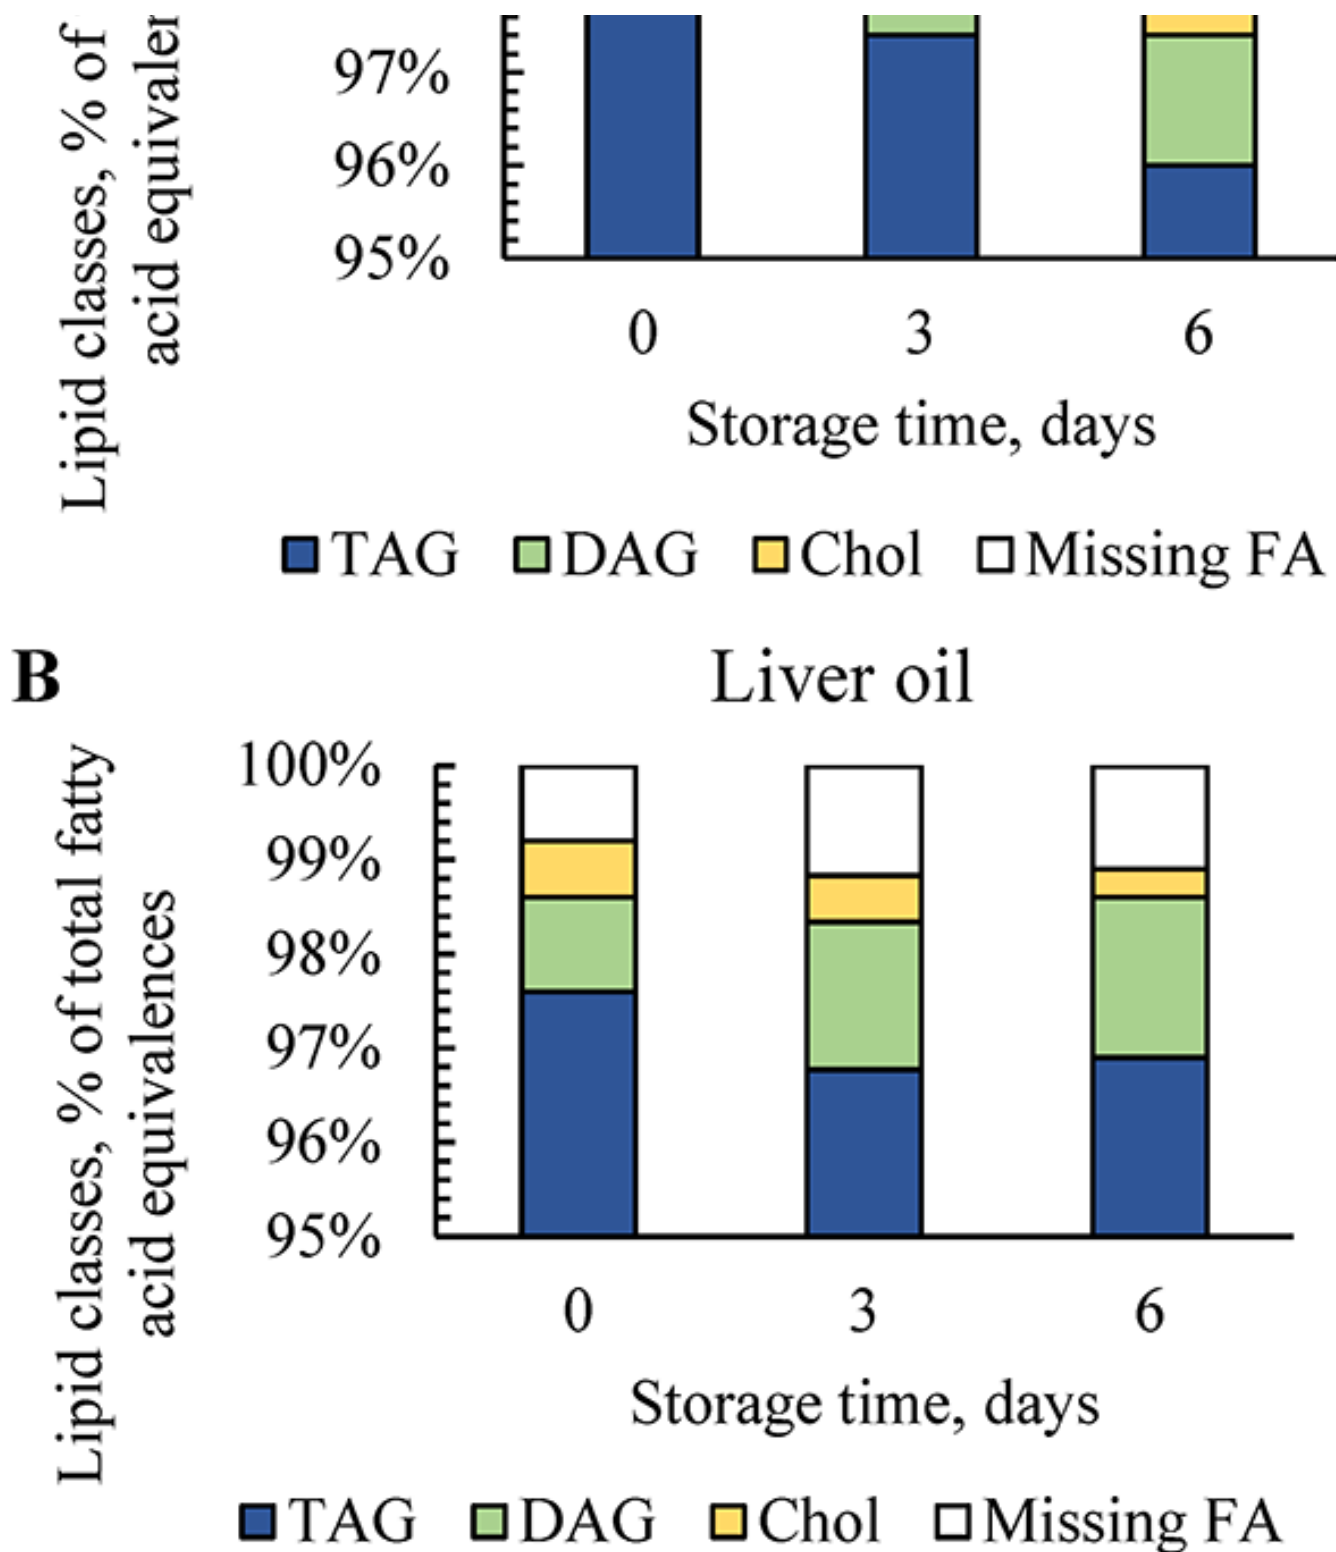 Lipid classes, % of
acid
97%
96%
95%
0 3 6
Storage time, days
TAG DAG Chol Missing FA
B
Liver oil
Lipid classes, % of total fatty
acid equivalences
100%
99%
98%
97%
96%
95%
0 3 6
Storage time, days
TAG DAG Chol Missing FA